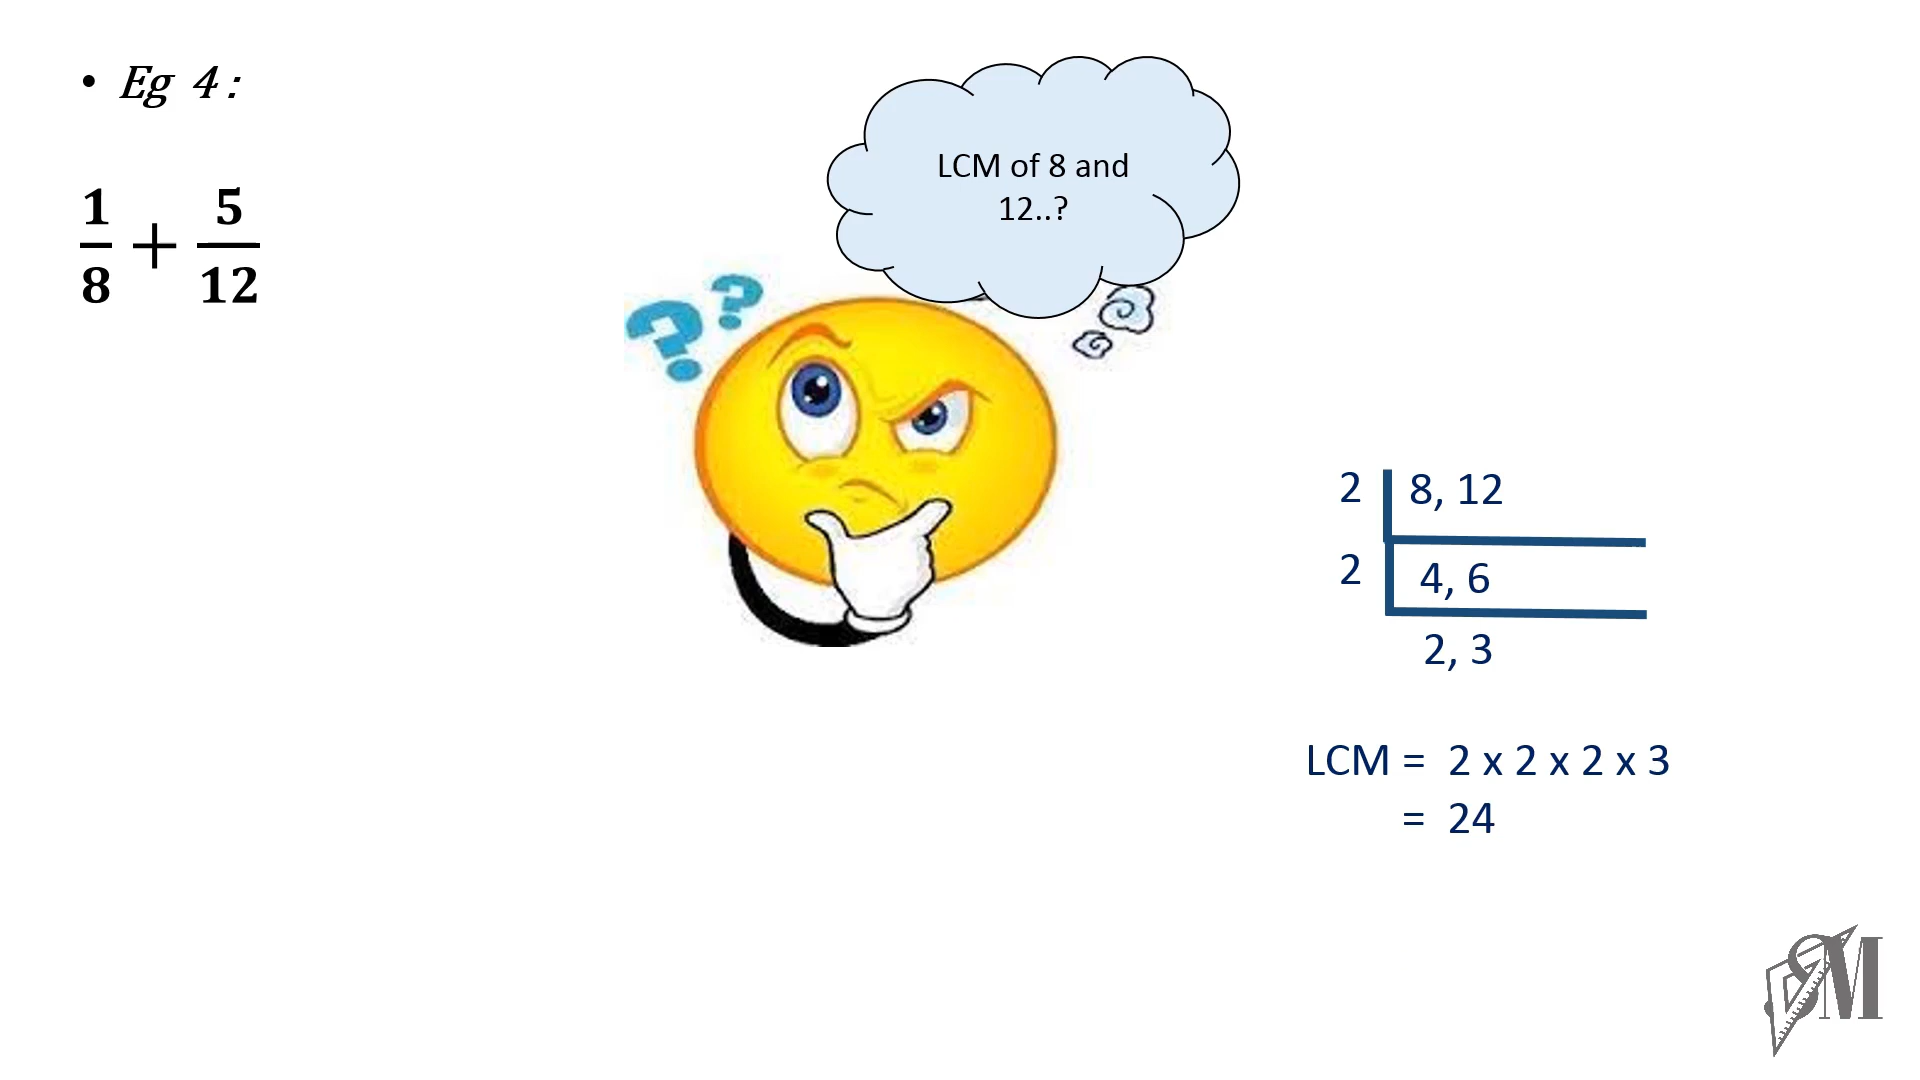 • Eg 4 :
1/8 + 5/12
LCM of 8 and
12..?
? ?
2 | 8, 12
2 | 4, 6
2, 3
LCM = 2 x 2 x 2 x 3
= 24
SM